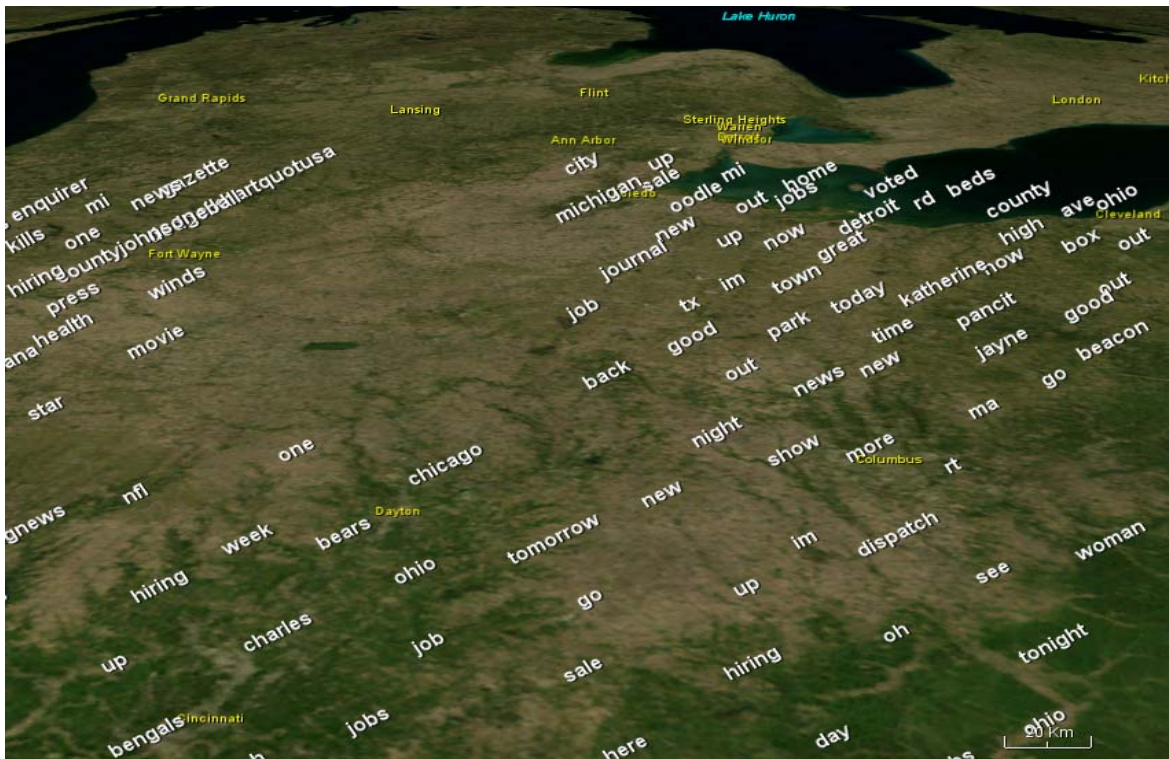 Lake Huron
Kitch
Grand Rapids
London
Flint
Lansing
Sterling Heights
Warren
Ann Arbor
Windsor
city
up
enquirer
mi
news
gazette
michigan
sale
oodle
mi
out
home
jobs
voted
rd
beds
county
ave
ohio
Cleveland
kills
one
new
up
now
detroit
great
high
box
out
Fort Wayne
hiring
press
winds
journal
im
town
katherine
now
out
health
movie
job
tx
today
pancit
good
ana
good
park
time
jayne
beacon
star
back
out
news
new
go
ma
one
chicago
night
show
more
Columbus
rt
gnews
nfl
Dayton
new
week
bears
tomorrow
im
dispatch
woman
hiring
ohio
go
up
see
charles
job
oh
tonight
up
sale
hiring
Cincinnati
bengals
jobs
here
day
ohio
20 Km